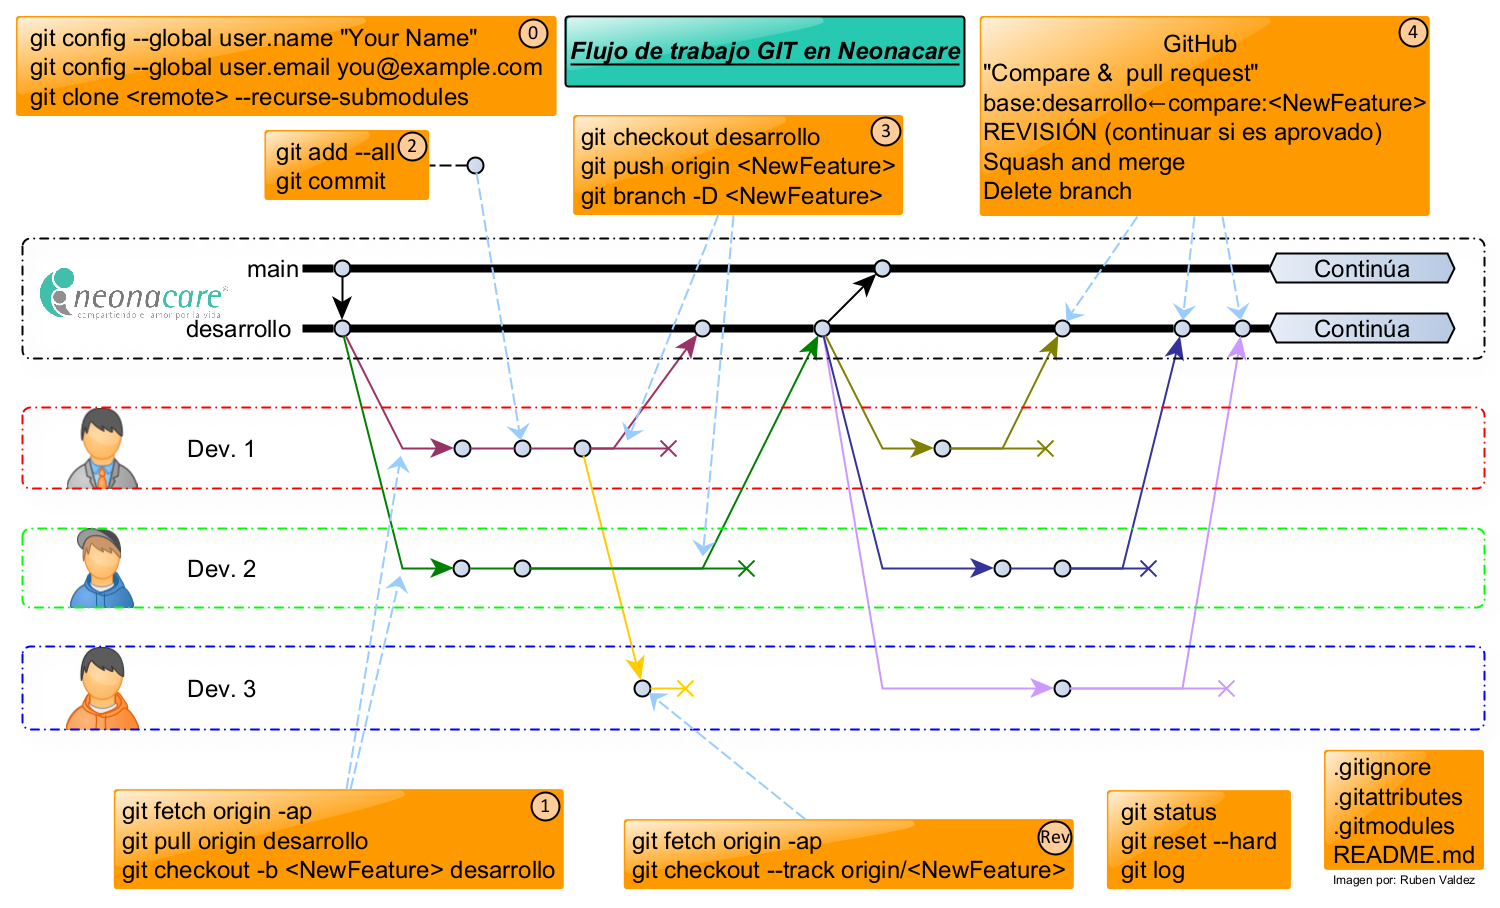 git config --global user.name "Your Name"
git config --global user.email you@example.com
git clone <remote> --recurse-submodules
0
Flujo de trabajo GIT en Neonacare
4
GitHub
"Compare & pull request"
base:desarrollo←compare:<NewFeature>
REVISIÓN (continuar si es aprovado)
Squash and merge
Delete branch
2
git add --all
git commit
3
git checkout desarrollo
git push origin <NewFeature>
git branch -D <NewFeature>
neonacare®
compartiendo el amor por la vida
main
Continúa
desarrollo
Continúa
Dev. 1
Dev. 2
Dev. 3
1
git fetch origin -ap
git pull origin desarrollo
git checkout -b <NewFeature> desarrollo
Rev
git fetch origin -ap
git checkout --track origin/<NewFeature>
git status
git reset --hard
git log
.gitignore
.gitattributes
.gitmodules
README.md
Imagen por: Ruben Valdez